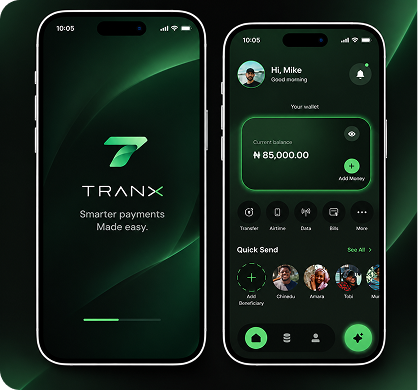 10:05
TRANX
Smarter payments
Made easy.
10:05
Hi, Mike
Good morning
Your wallet
Current balance
₦ 85,000.00
Add Money
Transfer
Airtime
Data
Bills
More
Quick Send
See All >
Add
Beneficiary
Chinedu
Amara
Tobi